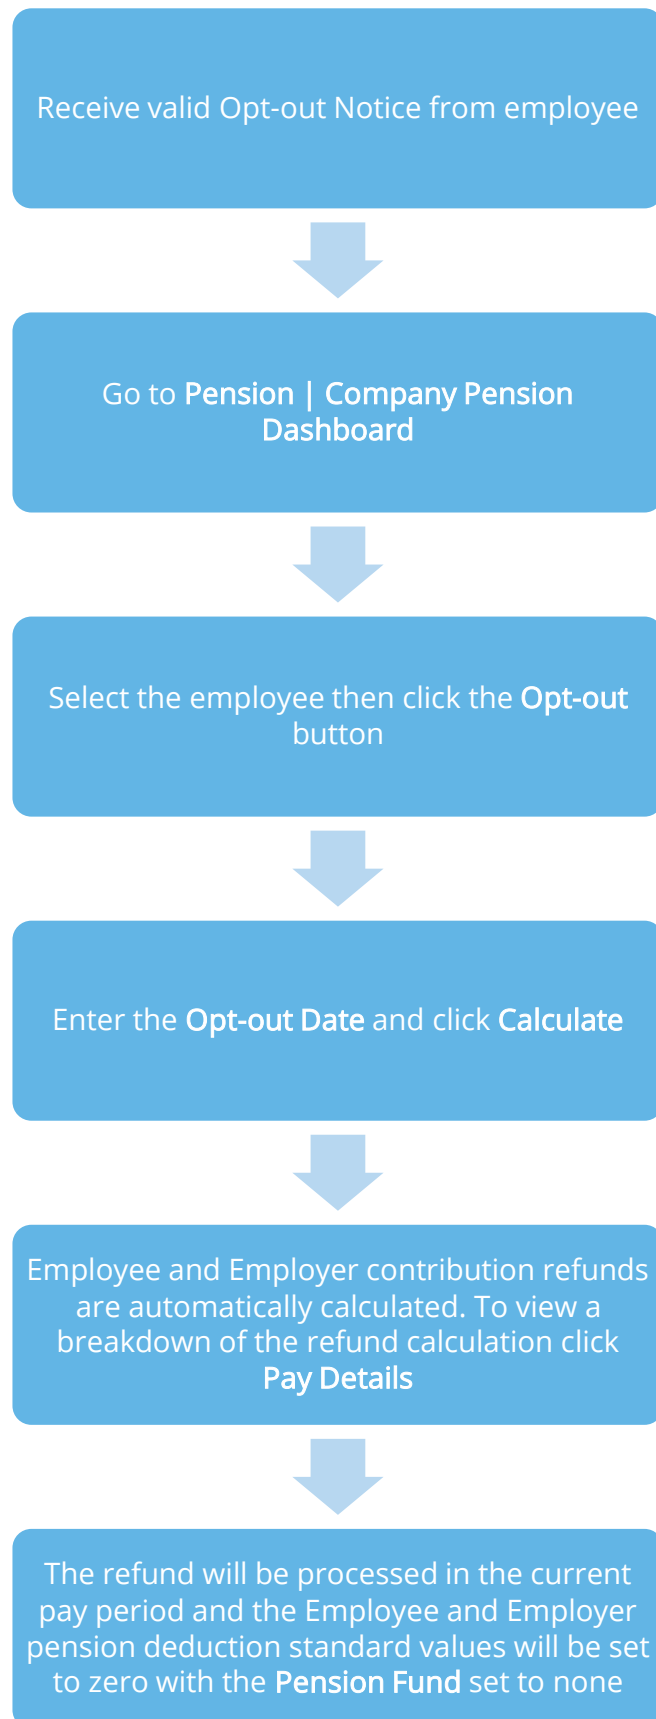 Receive valid Opt-out Notice from employee
Go to Pension | Company Pension
Dashboard
Select the employee then click the Opt-out
button
Enter the Opt-out Date and click Calculate
Employee and Employer contribution refunds
are automatically calculated. To view a
breakdown of the refund calculation click
Pay Details
The refund will be processed in the current
pay period and the Employee and Employer
pension deduction standard values will be set
to zero with the Pension Fund set to none